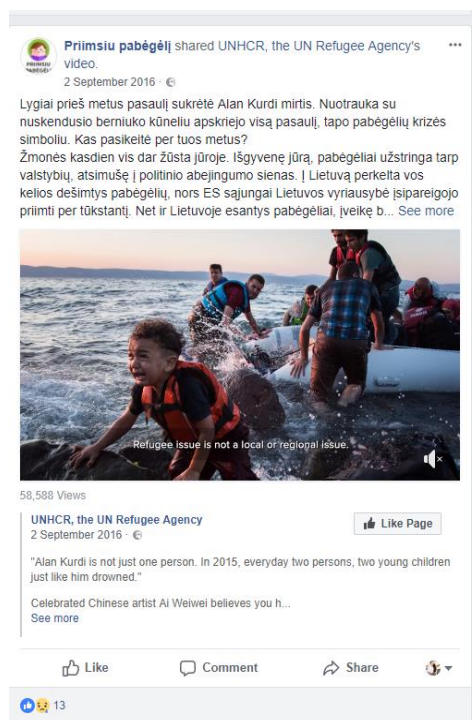 Priimsiu pabėgėlį shared UNHCR, the UN Refugee Agency's
video.
2 September 2016 ·
Lygiai prieš metus pasaulį sukrėtė Alan Kurdi mirtis. Nuotrauka su
nuskendusio berniuko kūneliu apskriejo visą pasaulį, tapo pabėgėlių krizės
simboliu. Kas pasikeitė per tuos metus?
Žmonės kasdien vis dar žūsta jūroje. Išgyvenę jūrą, pabėgėliai užstringa tarp
valstybių, atsimušę į politinio abejingumo sienas. Į Lietuvą perkelta vos
kelios dešimtys pabėgėlių, nors ES sąjungai Lietuvos vyriausybė įsipareigojo
priimti per tūkstantį. Net ir Lietuvoje esantys pabėgėliai, įveikę b... See more
Refugee issue is not a local or regional issue.
58,588 Views
UNHCR, the UN Refugee Agency
2 September 2016 ·
Like Page
"Alan Kurdi is not just one person. In 2015, everyday two persons, two young children
just like him drowned."
Celebrated Chinese artist Ai Weiwei believes you h...
See more
Like Comment Share
13